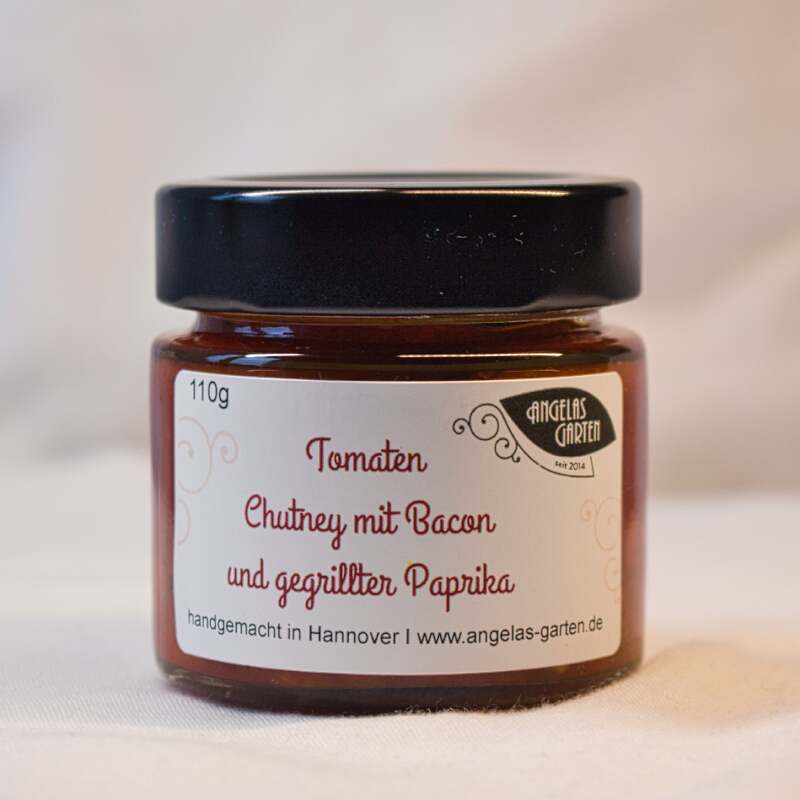 110g
ANGELAS
GARTEN
seit 2014
Tomaten
Chutney mit Bacon
und gegrillter Paprika
handgemacht in Hannover I www.angelas-garten.de